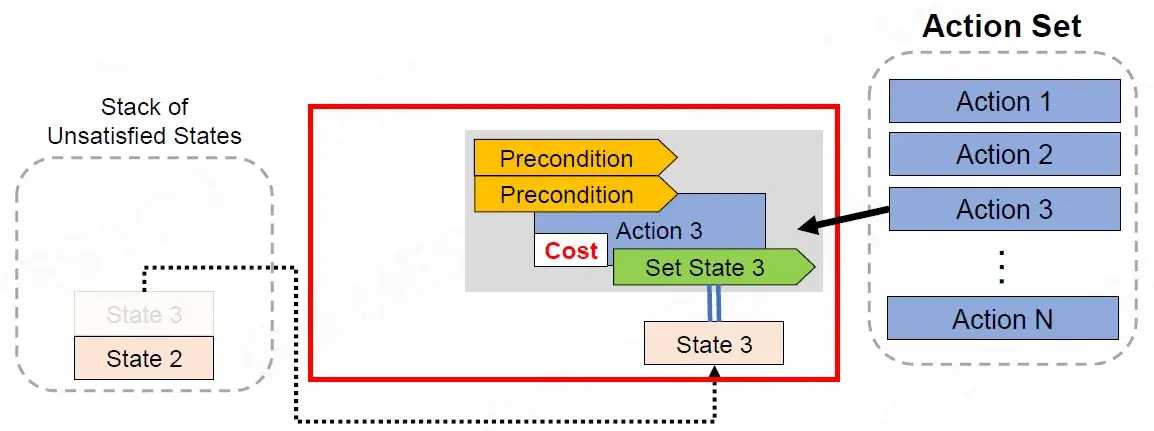 Action Set
Stack of
Unsatisfied States
State 3
State 2
Precondition
Precondition
Action 3
Cost
Set State 3
State 3
Action 1
Action 2
Action 3
⋮
Action N